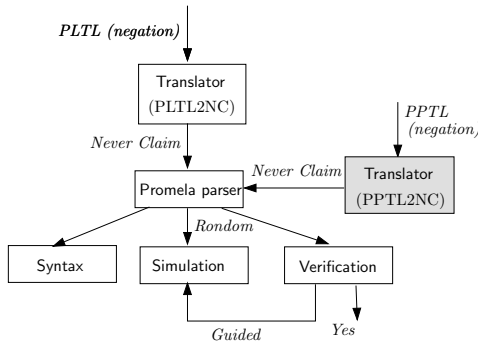 PLTL (negation)
Translator
(PLTL2NC)
PPTL
(negation)
Never Claim
Never Claim
Translator
(PPTL2NC)
Promela parser
Rondom
Syntax
Simulation
Verification
Guided
Yes